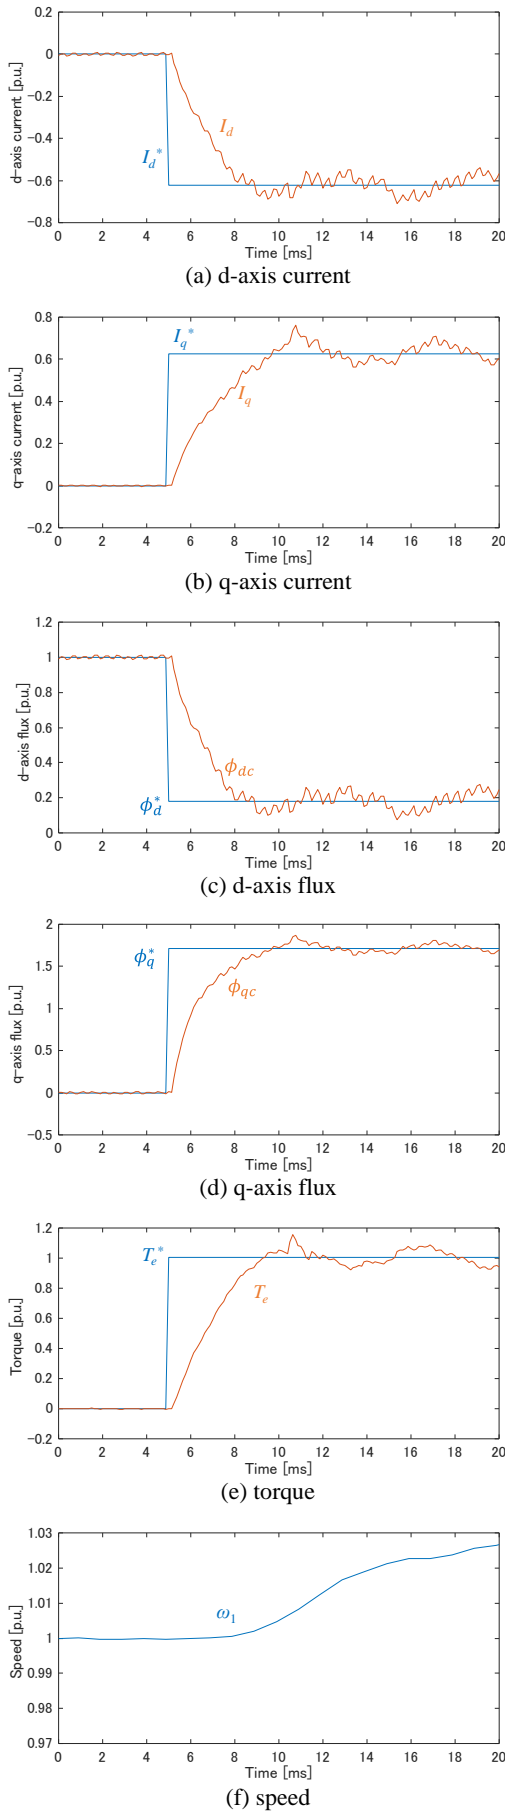 0.2
0
-0.2
-0.4
-0.6
-0.8
d-axis current [p.u.]
I_d
I_d*
0 2 4 6 8 10 12 14 16 18 20
Time [ms]
(a) d-axis current
0.8
0.6
0.4
0.2
0
-0.2
q-axis current [p.u.]
I_q*
I_q
0 2 4 6 8 10 12 14 16 18 20
Time [ms]
(b) q-axis current
1.2
1
0.8
0.6
0.4
0.2
0
d-axis flux [p.u.]
ϕ_dc
ϕ_d*
0 2 4 6 8 10 12 14 16 18 20
Time [ms]
(c) d-axis flux
2
1.5
1
0.5
0
-0.5
q-axis flux [p.u.]
ϕ_q*
ϕ_qc
0 2 4 6 8 10 12 14 16 18 20
Time [ms]
(d) q-axis flux
1.2
1
0.8
0.6
0.4
0.2
0
-0.2
Torque [p.u.]
T_e*
T_e
0 2 4 6 8 10 12 14 16 18 20
Time [ms]
(e) torque
1.03
1.02
1.01
1
0.99
0.98
0.97
Speed [p.u.]
ω_1
0 2 4 6 8 10 12 14 16 18 20
Time [ms]
(f) speed